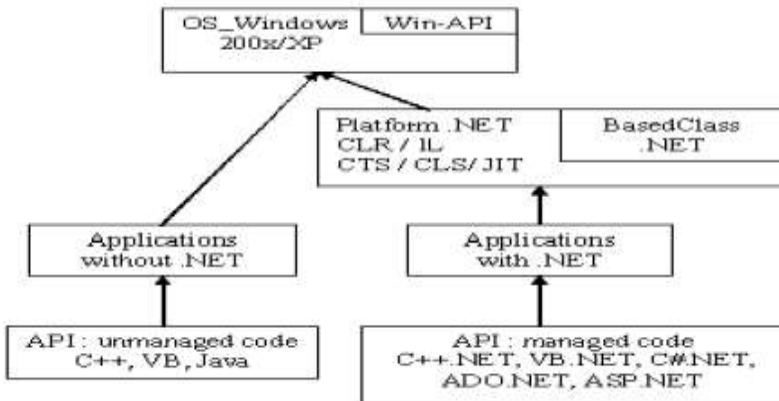 OS_Windows
200x/XP
Win-API
Platform .NET
CLR / IL
CTS / CLS/ JIT
BasedClass
.NET
Applications
without .NET
Applications
with .NET
API : unmanaged code
C++, VB, Java
API : managed code
C++.NET, VB.NET, C#.NET,
ADO.NET, ASP.NET